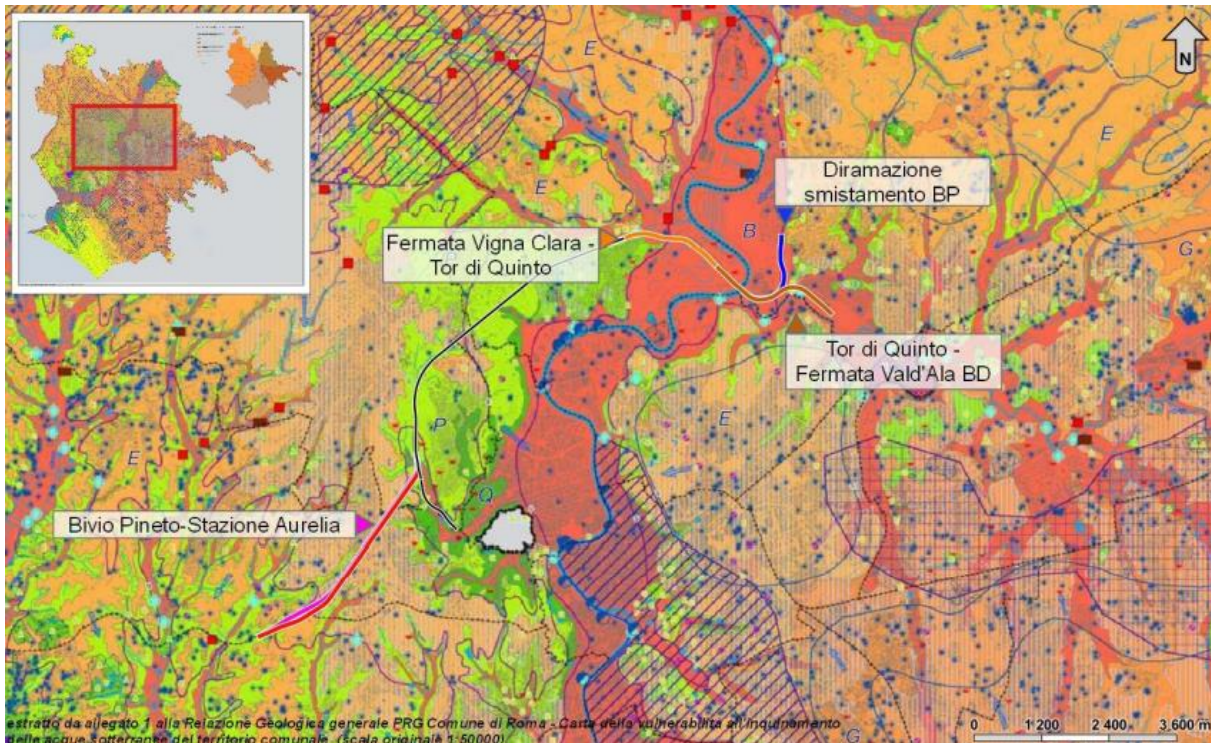 N
E
E
E
Diramazione
smistamento BP
Fermata Vigna Clara -
Tor di Quinto
B
G
Tor di Quinto -
Fermata Vald'Ala BD
P
E
E
Q
Bivio Pineto-Stazione Aurelia
E
G
estratto da allegato 1 alla Relazione Geologica generale PRG Comune di Roma - Carta della vulnerabilità all'inquinamento
delle acque sotterranee del territorio comunale (scala originale 1:50000)
0 1 200 2 400 3 600 m